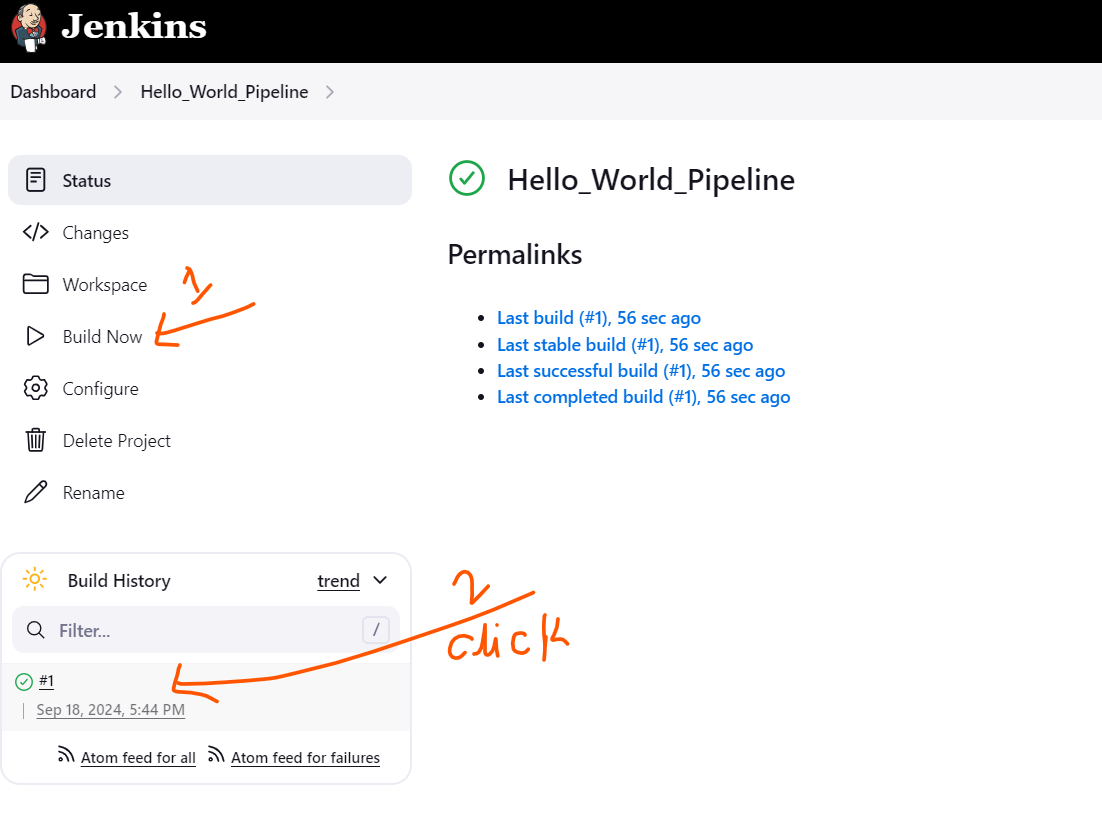 Jenkins
Dashboard
Hello_World_Pipeline
Status
Changes
Workspace
Build Now
Configure
Delete Project
Rename
Hello_World_Pipeline
Permalinks
Last build (#1), 56 sec ago
Last stable build (#1), 56 sec ago
Last successful build (#1), 56 sec ago
Last completed build (#1), 56 sec ago
Build History
trend
Filter...
/
#1
Sep 18, 2024, 5:44 PM
Atom feed for all
Atom feed for failures
2
click